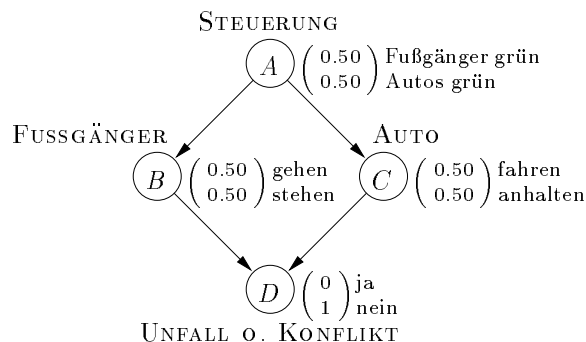 STEUERUNG
A ( 0.50 ) Fußgänger grün
0.50 Autos grün
FUSSGÄNGER AUTO
B ( 0.50 ) gehen C ( 0.50 ) fahren
0.50 stehen 0.50 anhalten
D ( 0 ) ja
1 nein
UNFALL O. KONFLIKT